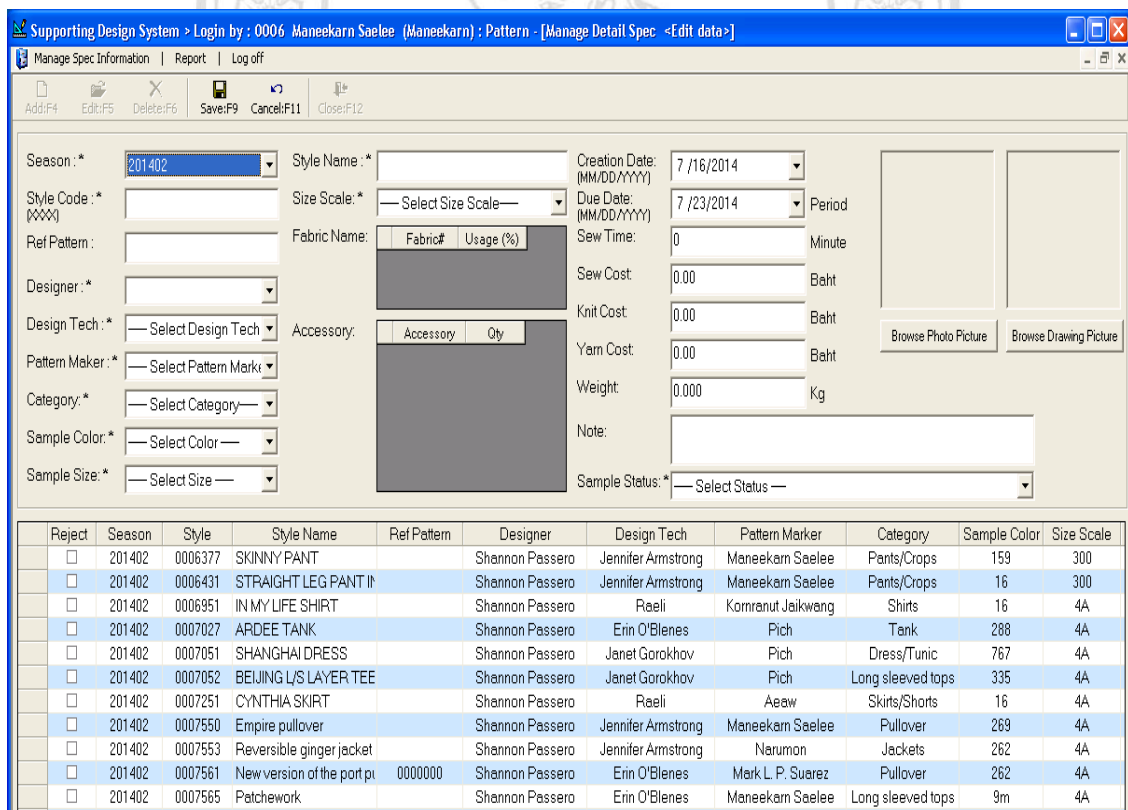 Supporting Design System > Login by : 0006 Maneekarn Saelee (Maneekarn) : Pattern - [Manage Detail Spec <Edit data>]
Manage Spec Information | Report | Log off
Add:F4 Edit:F5 Delete:F6 Save:F9 Cancel:F11 Close:F12
Season : * 201402 Style Name : * Creation Date: 7 /16/2014
(MM/DD/YYYY)
Style Code : * Size Scale: * ── Select Size Scale── Due Date: 7 /23/2014 Period
(XXXX) (MM/DD/YYYY)
Ref Pattern : Fabric Name: Fabric# Usage (%) Sew Time: 0 Minute
Designer : * Sew Cost: 0.00 Baht
Design Tech : * ── Select Design Tech Accessory: Accessory Qty Knit Cost: 0.00 Baht
Browse Photo Picture Browse Drawing Picture
Pattern Maker : * ── Select Pattern Marke Yarn Cost: 0.00 Baht
Category: * ── Select Category── Weight: 0.000 Kg
Sample Color: * ── Select Color ── Note:
Sample Size: * ── Select Size ── Sample Status: * ── Select Status ──
Reject Season Style Style Name Ref Pattern Designer Design Tech Pattern Marker Category Sample Color Size Scale
201402 0006377 SKINNY PANT Shannon Passero Jennifer Armstrong Maneekarn Saelee Pants/Crops 159 300
201402 0006431 STRAIGHT LEG PANT IN Shannon Passero Jennifer Armstrong Maneekarn Saelee Pants/Crops 16 300
201402 0006951 IN MY LIFE SHIRT Shannon Passero Raeli Kornranut Jaikwang Shirts 16 4A
201402 0007027 ARDEE TANK Shannon Passero Erin O'Blenes Pich Tank 288 4A
201402 0007051 SHANGHAI DRESS Shannon Passero Janet Gorokhov Pich Dress/Tunic 767 4A
201402 0007052 BEIJING L/S LAYER TEE Shannon Passero Janet Gorokhov Pich Long sleeved tops 335 4A
201402 0007251 CYNTHIA SKIRT Shannon Passero Raeli Aeaw Skirts/Shorts 16 4A
201402 0007550 Empire pullover Shannon Passero Jennifer Armstrong Maneekarn Saelee Pullover 269 4A
201402 0007553 Reversible ginger jacket Shannon Passero Jennifer Armstrong Narumon Jackets 262 4A
201402 0007561 New version of the port pu 0000000 Shannon Passero Erin O'Blenes Mark L. P. Suarez Pullover 262 4A
201402 0007565 Patchwork Shannon Passero Erin O'Blenes Maneekarn Saelee Long sleeved tops 9m 4A